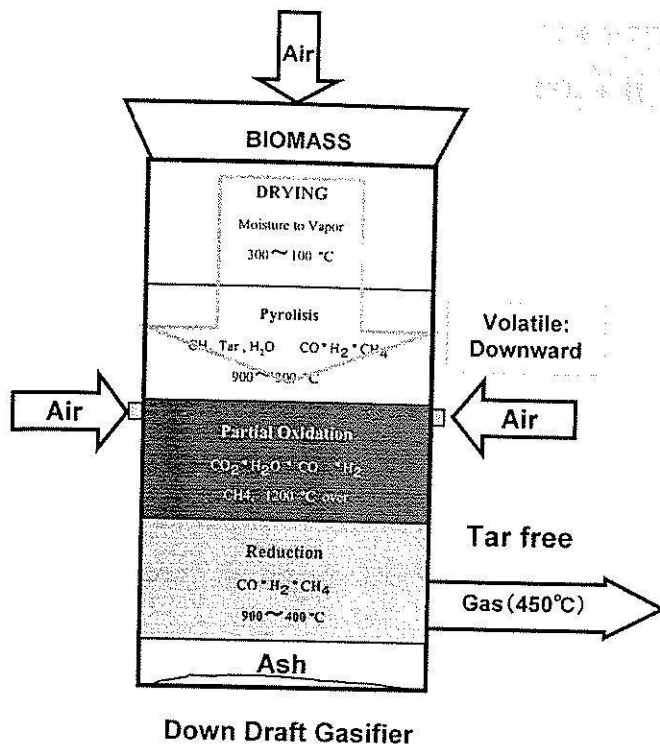 Air
BIOMASS
DRYING
Moisture to Vapor
300～100 ℃
Pyrolisis
Tar , H₂O CO*H₂*CH₄
900～300 ℃
Volatile:
Downward
Air
Air
Partial Oxidation
CO₂*H₂O* CO *H₂
CH4, 1200 ℃ over
Reduction
CO*H₂*CH₄
900～400 ℃
Tar free
Gas(450℃)
Ash
Down Draft Gasifier